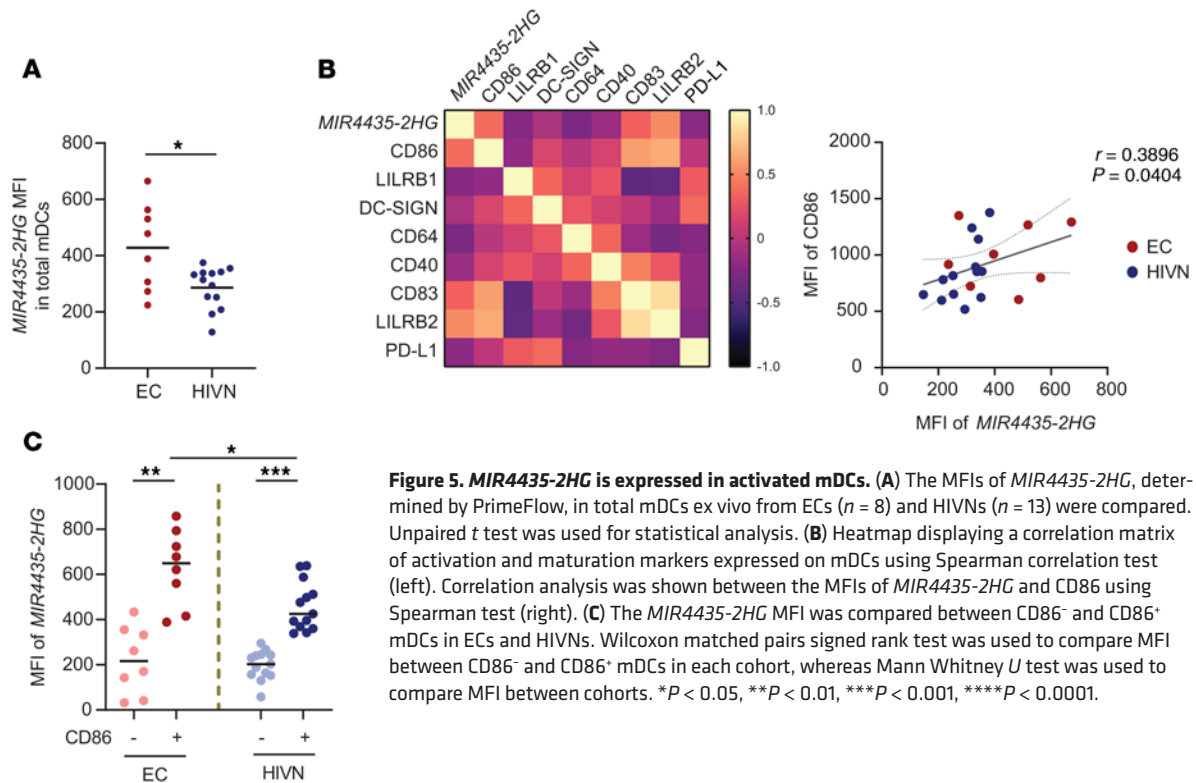 A
MIR4435-2HG MFI
in total mDCs
800
600
400
200
0
*
EC
HIVN
B
MIR4435-2HG
CD86
LILRB1
DC-SIGN
CD64
CD40
CD83
LILRB2
PD-L1
MIR4435-2HG
CD86
LILRB1
DC-SIGN
CD64
CD40
CD83
LILRB2
PD-L1
1.0
0.5
0
-0.5
-1.0
MFI of CD86
2000
1500
1000
500
0
0
200
400
600
800
MFI of MIR4435-2HG
r = 0.3896
P = 0.0404
EC
HIVN
C
MFI of MIR4435-2HG
1000
800
600
400
200
0
**
*
***
CD86
-
+
-
+
EC
HIVN
Figure 5. MIR4435-2HG is expressed in activated mDCs. (A) The MFIs of MIR4435-2HG, deter-
mined by PrimeFlow, in total mDCs ex vivo from ECs (n = 8) and HIVNs (n = 13) were compared.
Unpaired t test was used for statistical analysis. (B) Heatmap displaying a correlation matrix
of activation and maturation markers expressed on mDCs using Spearman correlation test
(left). Correlation analysis was shown between the MFIs of MIR4435-2HG and CD86 using
Spearman test (right). (C) The MIR4435-2HG MFI was compared between CD86⁻ and CD86⁺
mDCs in ECs and HIVNs. Wilcoxon matched pairs signed rank test was used to compare MFI
between CD86⁻ and CD86⁺ mDCs in each cohort, whereas Mann Whitney U test was used to
compare MFI between cohorts. *P < 0.05, **P < 0.01, ***P < 0.001, ****P < 0.0001.